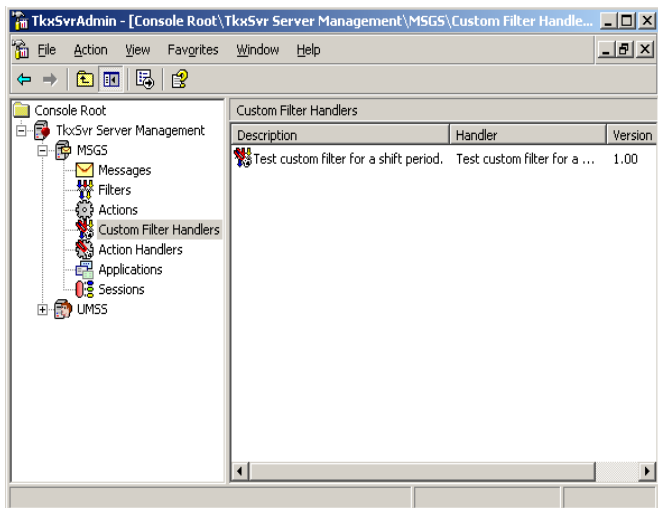 TkxSvrAdmin - [Console Root\TkxSvr Server Management\MSGS\Custom Filter Handle...
File Action View Favorites Window Help
Console Root
TkxSvr Server Management
MSGS
Messages
Filters
Actions
Custom Filter Handlers
Action Handlers
Applications
Sessions
UMSS
Custom Filter Handlers
Description Handler Version
Test custom filter for a shift period. Test custom filter for a ... 1.00